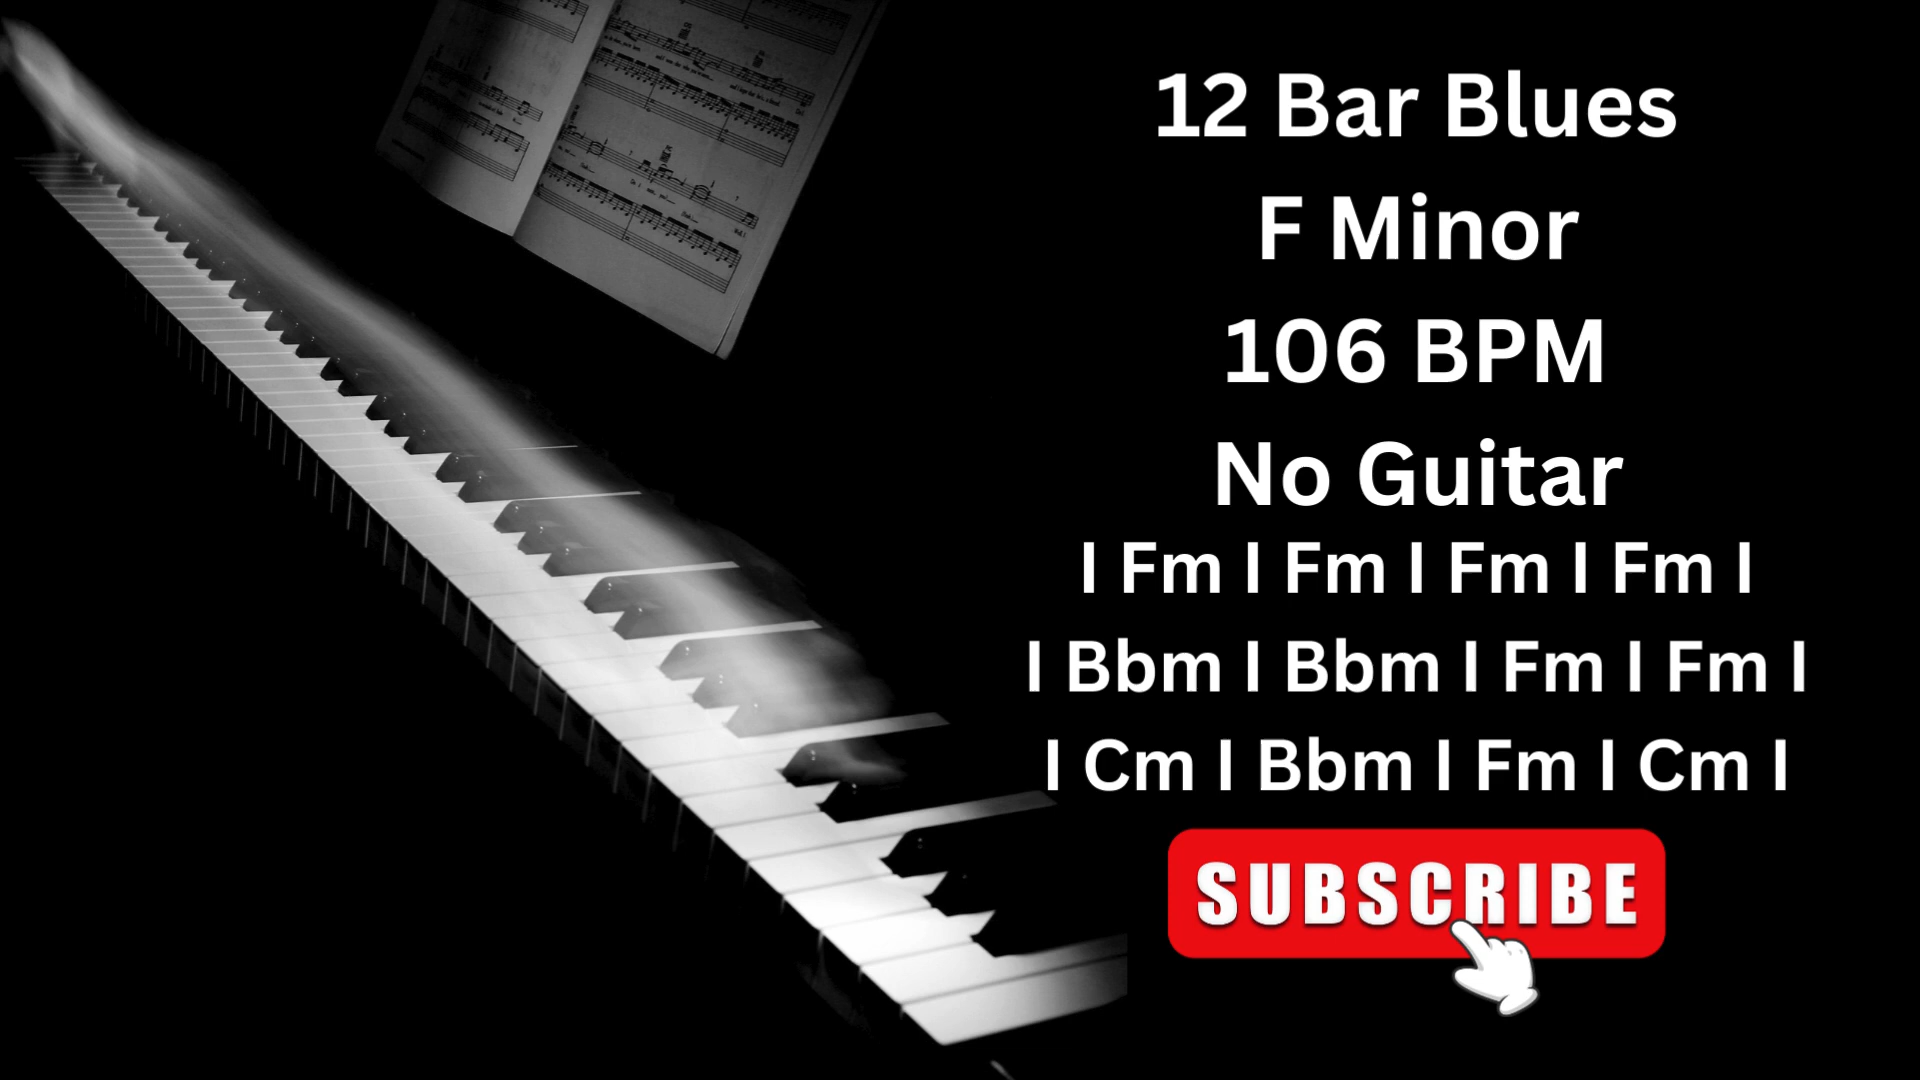 12 Bar Blues
F Minor
106 BPM
No Guitar
I Fm I Fm I Fm I Fm I
I Bbm I Bbm I Fm I Fm I
I Cm I Bbm I Fm I Cm I
SUBSCRIBE